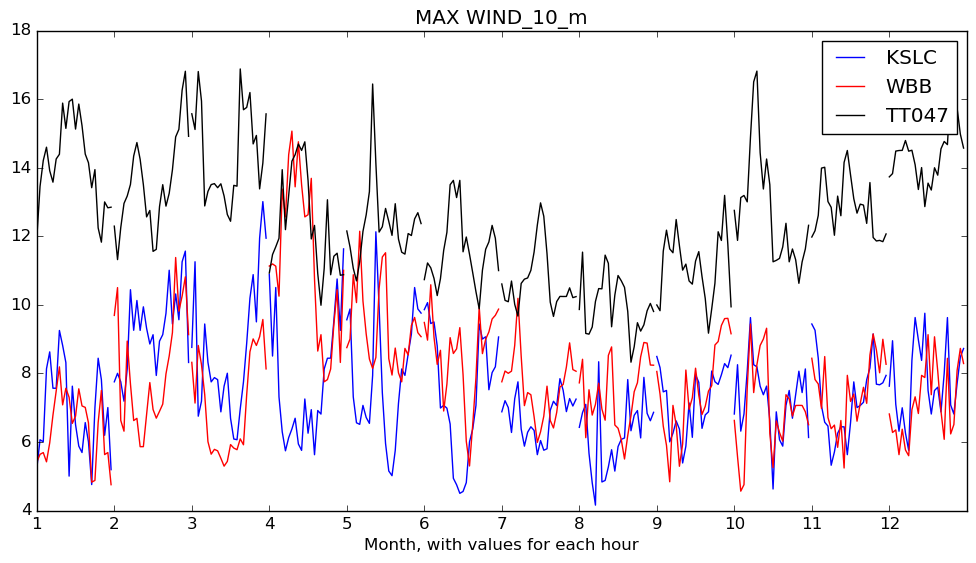 MAX WIND_10_m
18
16
14
12
10
8
6
4
KSLC
WBB
TT047
1 2 3 4 5 6 7 8 9 10 11 12
Month, with values for each hour